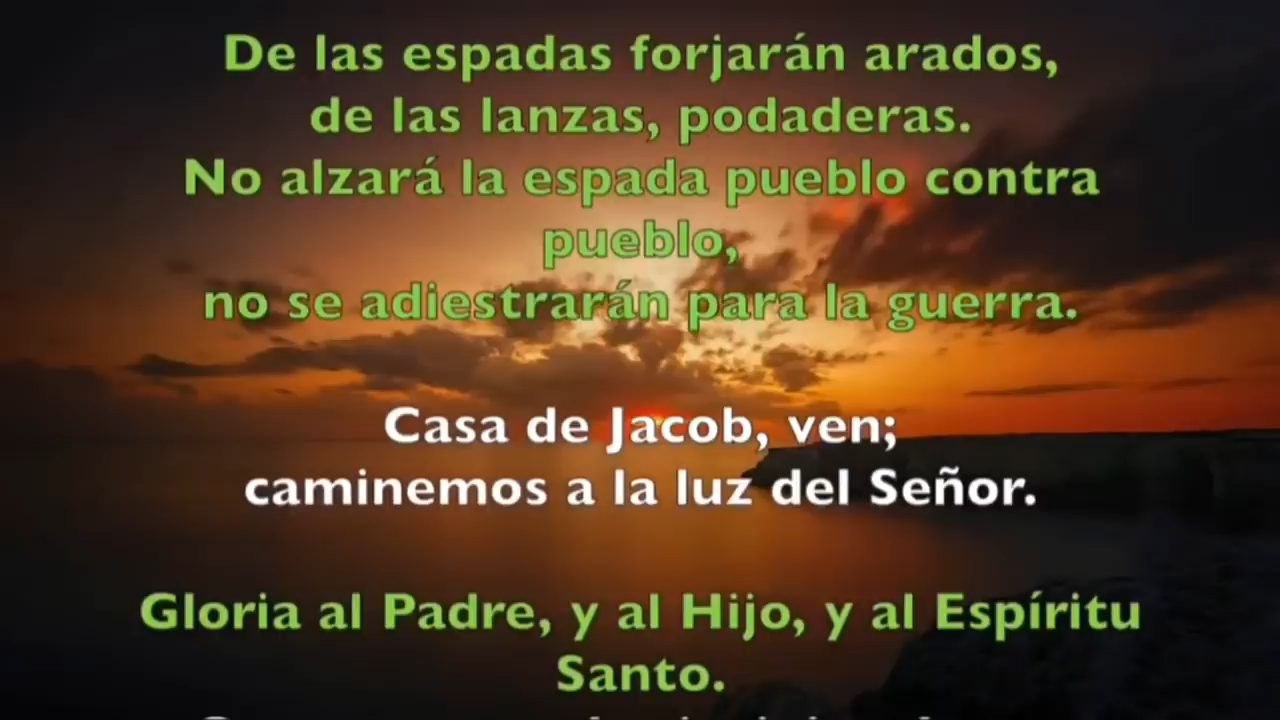 De las espadas forjarán arados,
de las lanzas, podaderas.
No alzará la espada pueblo contra
pueblo,
no se adiestrarán para la guerra.
Casa de Jacob, ven;
caminemos a la luz del Señor.
Gloria al Padre, y al Hijo, y al Espíritu
Santo.